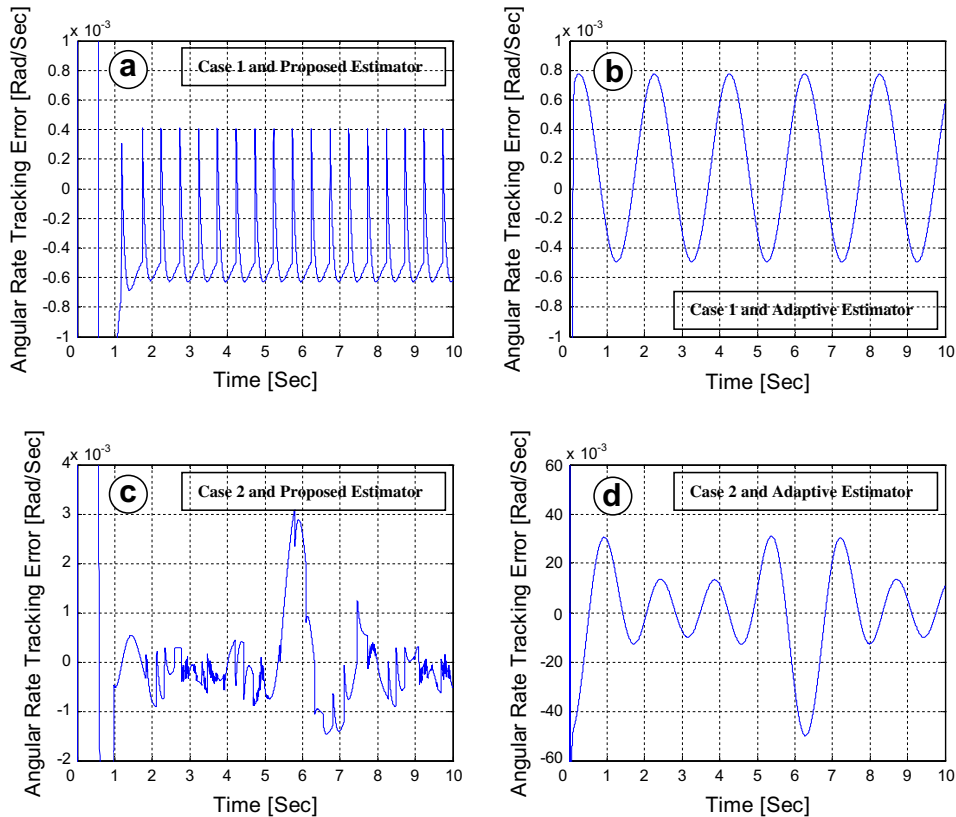 x 10⁻³
a
Case 1 and Proposed Estimator
Angular Rate Tracking Error [Rad/Sec]
1
0.8
0.6
0.4
0.2
0
-0.2
-0.4
-0.6
-0.8
-1
0 1 2 3 4 5 6 7 8 9 10
Time [Sec]
x 10⁻³
b
Case 1 and Adaptive Estimator
Angular Rate Tracking Error [Rad/Sec]
1
0.8
0.6
0.4
0.2
0
-0.2
-0.4
-0.6
-0.8
-1
0 1 2 3 4 5 6 7 8 9 10
Time [Sec]
x 10⁻³
c
Case 2 and Proposed Estimator
Angular Rate Tracking Error [Rad/Sec]
4
3
2
1
0
-1
-2
0 1 2 3 4 5 6 7 8 9 10
Time [Sec]
x 10⁻³
d
Case 2 and Adaptive Estimator
Angular Rate Tracking Error [Rad/Sec]
60
40
20
0
-20
-40
-60
0 1 2 3 4 5 6 7 8 9 10
Time [Sec]